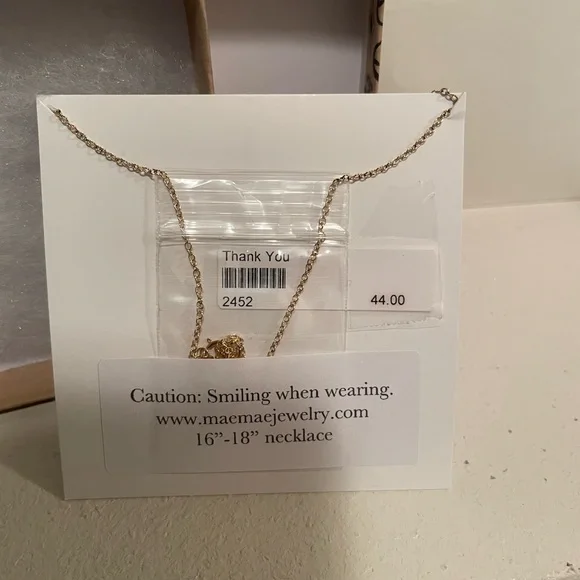 Thank You
2452
44.00
Caution: Smiling when wearing.
www.maemaejewelry.com
16”-18” necklace